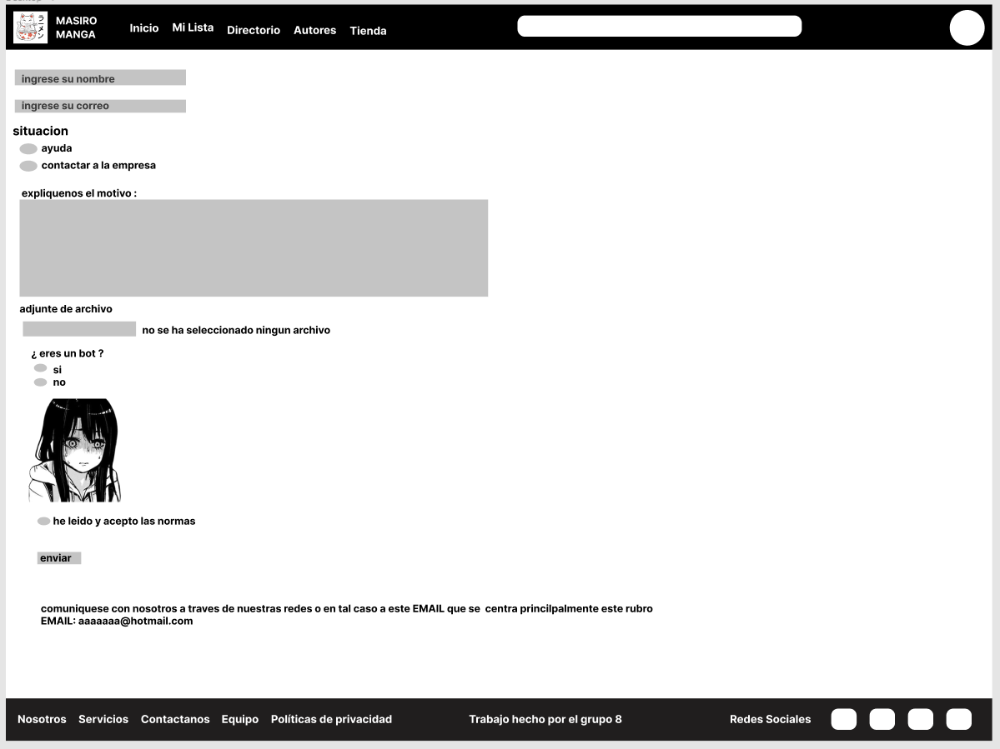 MASIRO
MANGA
Inicio Mi Lista Directorio Autores Tienda
ラーメン
ingrese su nombre
ingrese su correo
situacion
ayuda
contactar a la empresa
expliquenos el motivo :
adjunte de archivo
no se ha seleccionado ningun archivo
¿ eres un bot ?
si
no
he leido y acepto las normas
enviar
comuniquese con nosotros a traves de nuestras redes o en tal caso a este EMAIL que se centra princilpalmente este rubro
EMAIL: aaaaaaa@hotmail.com
Nosotros Servicios Contactanos Equipo Políticas de privacidad Trabajo hecho por el grupo 8 Redes Sociales